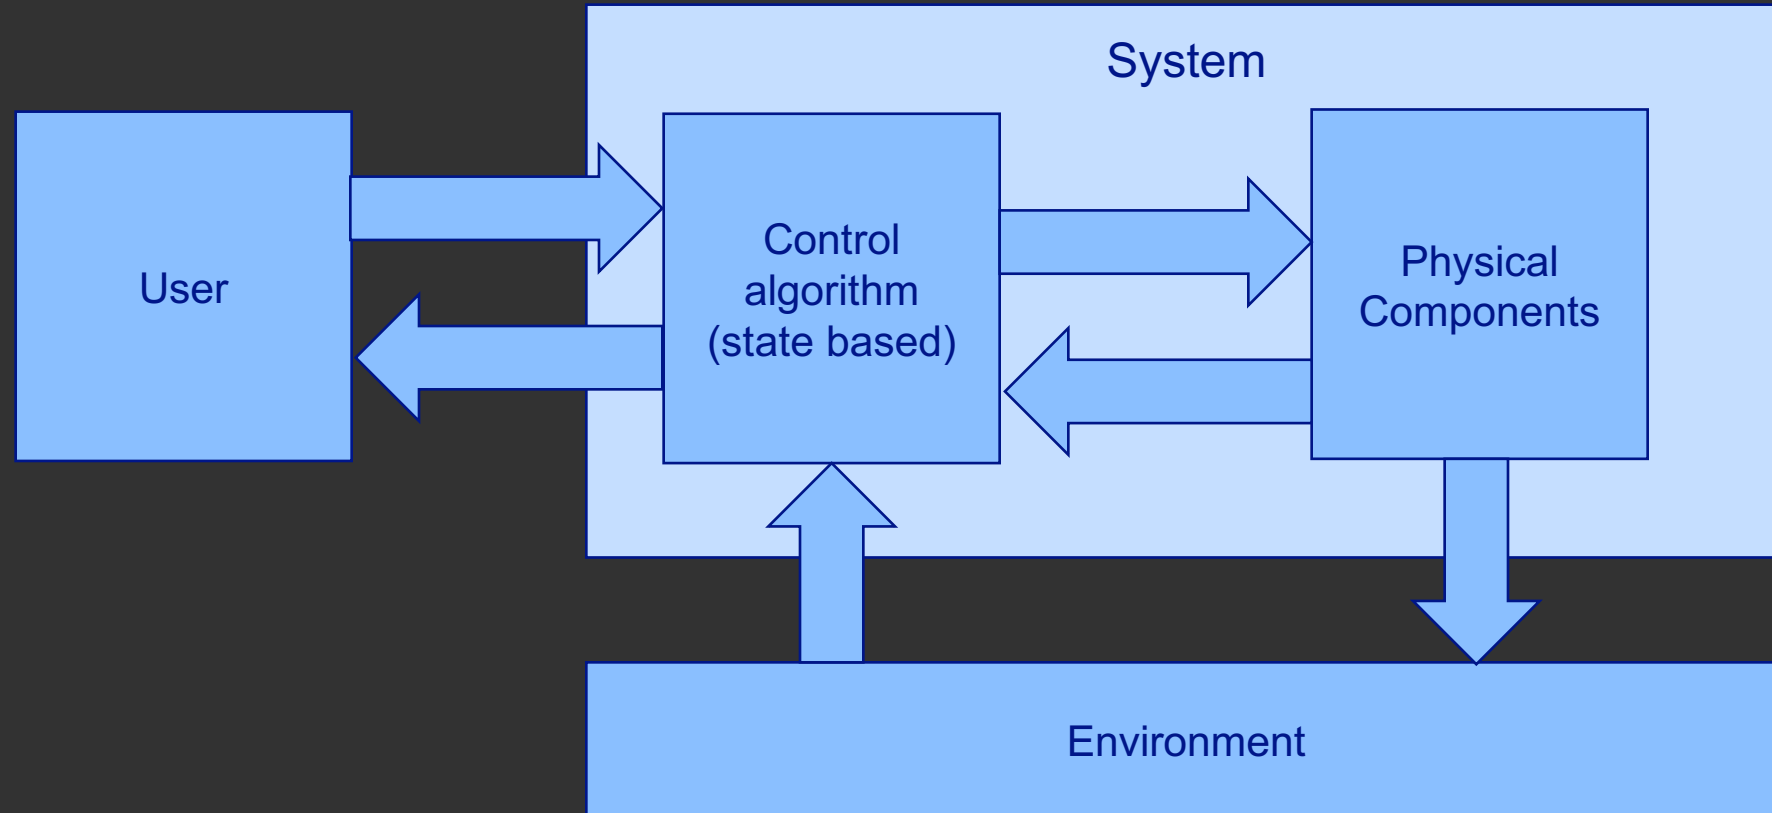 System
User
Control
algorithm
(state based)
Physical
Components
Environment